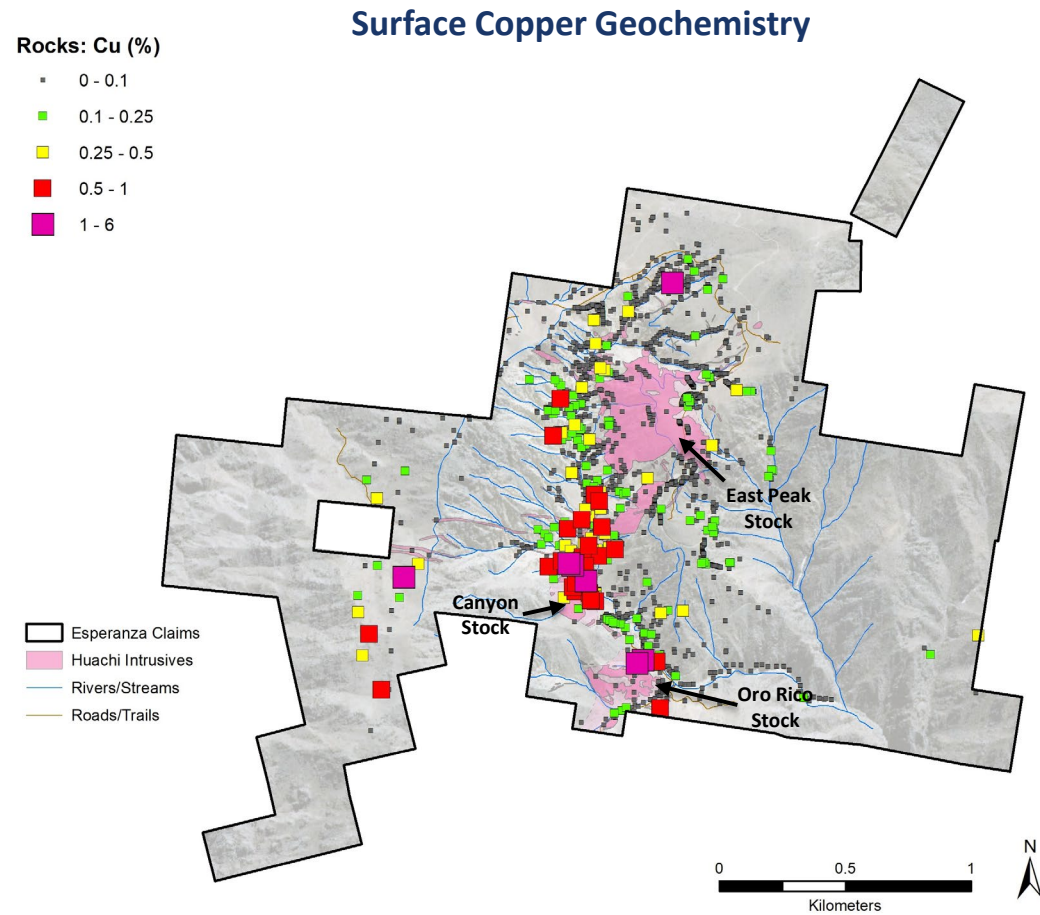 Surface Copper Geochemistry
Rocks: Cu (%)
0 - 0.1
0.1 - 0.25
0.25 - 0.5
0.5 - 1
1 - 6
East Peak
Stock
Canyon
Stock
Oro Rico
Stock
Esperanza Claims
Huachi Intrusives
Rivers/Streams
Roads/Trails
N
0 0.5 1
Kilometers